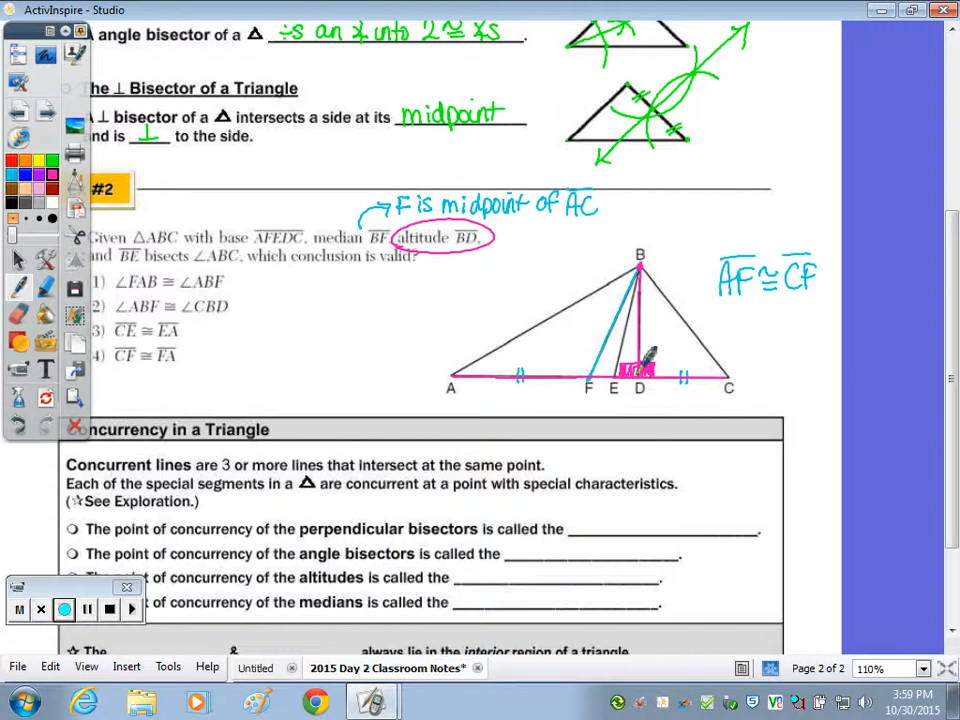 ActivInspire - Studio
A angle bisector of a △ ÷s an ∡ into 2 ≅ ∡s.
The ⊥ Bisector of a Triangle
A ⊥ bisector of a △ intersects a side at its midpoint
and is ⊥ to the side.
#2
F is midpoint of AC
Given △ABC with base AFEDC, median BF, altitude BD,
and BE bisects ∠ABC, which conclusion is valid?
1) ∠FAB ≅ ∠ABF
2) ∠ABF ≅ ∠CBD
3) CE ≅ EA
4) CF ≅ FA
B
AF ≅ CF
A F E D C
Concurrency in a Triangle
Concurrent lines are 3 or more lines that intersect at the same point.
Each of the special segments in a △ are concurrent at a point with special characteristics.
(☆See Exploration.)
The point of concurrency of the perpendicular bisectors is called the ____.
The point of concurrency of the angle bisectors is called the ____.
t of concurrency of the altitudes is called the ____.
t of concurrency of the medians is called the ____.
☆ The ____ & ____ always lie in the interior region of a triangle
M
File Edit View Insert Tools Help Untitled 2015 Day 2 Classroom Notes* Page 2 of 2 110%
3:59 PM
10/30/2015